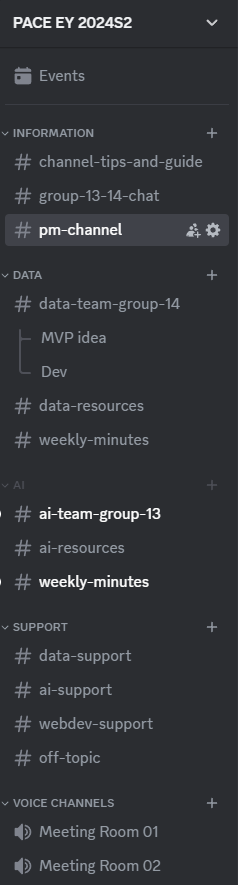 PACE EY 2024S2
Events
INFORMATION
channel-tips-and-guide
group-13-14-chat
pm-channel
DATA
data-team-group-14
MVP idea
Dev
data-resources
weekly-minutes
AI
ai-team-group-13
ai-resources
weekly-minutes
SUPPORT
data-support
ai-support
webdev-support
off-topic
VOICE CHANNELS
Meeting Room 01
Meeting Room 02